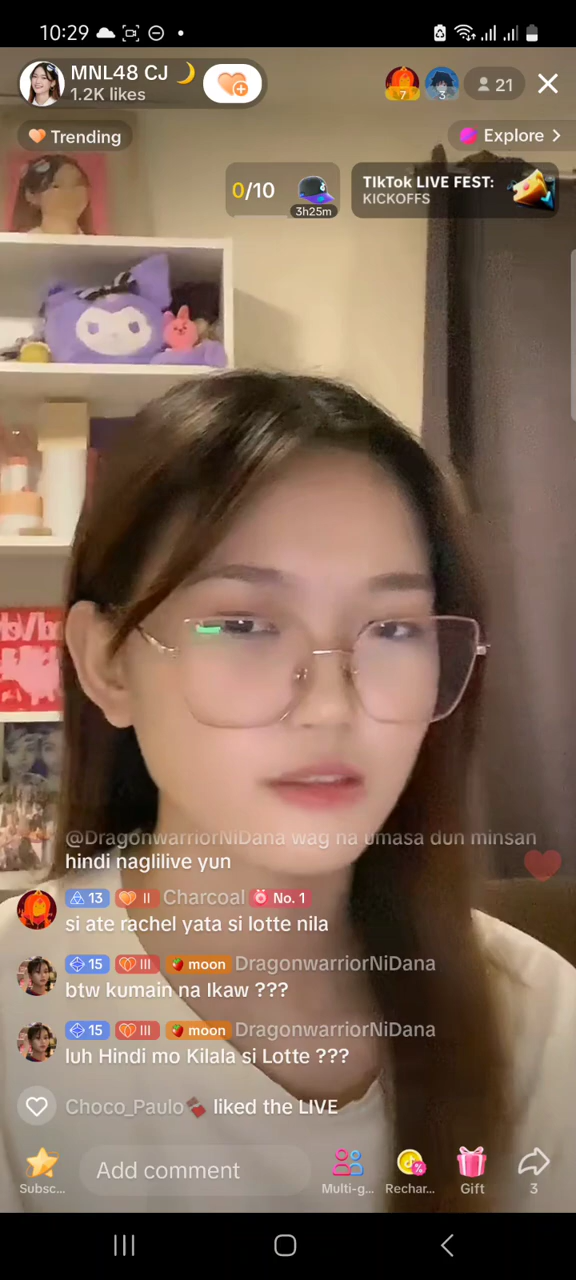 10:29
MNL48 CJ 🌙
1.2K likes
7
3
21
Trending
Explore >
0/10
3h25m
TikTok LIVE FEST:
KICKOFFS
@DragonwarriorNiDana wag na umasa dun minsan
hindi naglilive yun
13 II Charcoal No. 1
si ate rachel yata si lotte nila
15 III 🍓 moon DragonwarriorNiDana
btw kumain na Ikaw ???
15 III 🍓 moon DragonwarriorNiDana
luh Hindi mo Kilala si Lotte ???
Choco_Paulo🍫 liked the LIVE
Add comment
Subsc...
Multi-g...
Rechar...
Gift
3